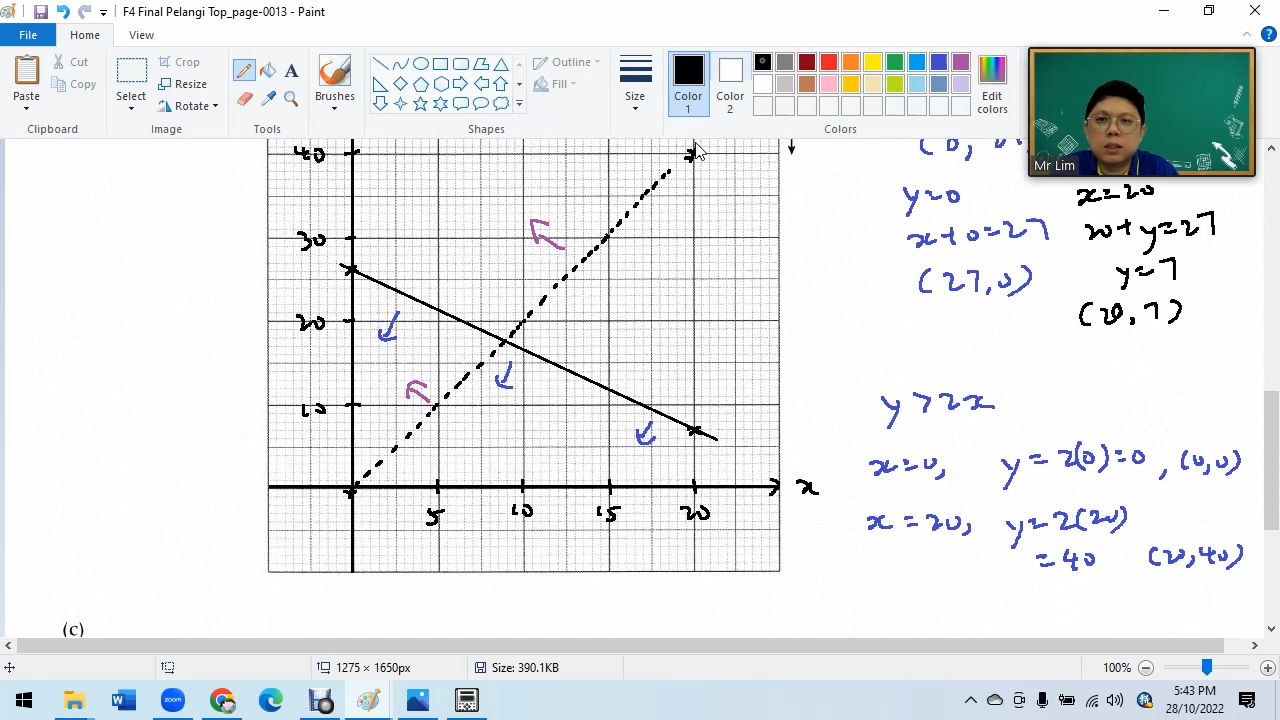 F4 Final Pelangi Top_page-0013 - Paint
File
Home
View
Paste
Cut
Copy
Clipboard
Select
Crop
Resize
Rotate
Image
A
Tools
Brushes
Shapes
Outline
Fill
Size
Color 1
Color 2
Edit colors
Colors
Mr Lim
40
30
20
10
5
10
15
20
x
y=0
x+0=27
(27,0)
x=20
20+y=27
y=7
(20,7)
y>2x
x=0, y=2(0)=0, (0,0)
x=20, y=2(20)
=40 (20,40)
(c)
1275 × 1650px
Size: 390.1KB
100%
zoom
5:43 PM
28/10/2022